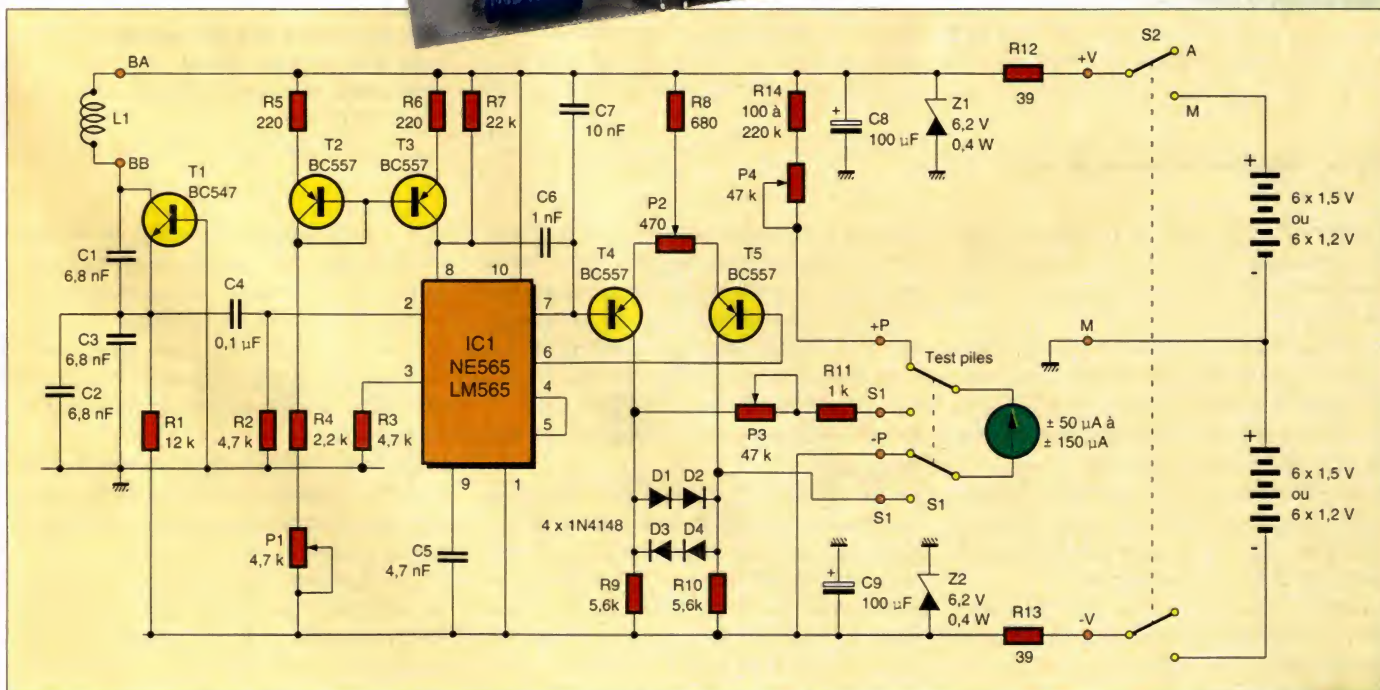 BA
L1
BB
T1
BC547
C1
6,8 nF
C3
6,8 nF
C2
6,8 nF
R1
12 k
C4
0,1 µF
R2
4,7 k
R5
220
T2
BC557
T3
BC557
R4
2,2 k
P1
4,7 k
R3
4,7 k
R6
220
R7
22 k
C6
1 nF
C7
10 nF
8
10
2
3
7
6
4
5
9
1
IC1
NE565
LM565
C5
4,7 nF
R8
680
P2
470
T4
BC557
T5
BC557
P3
47 k
R11
1 k
D1
D2
D3
D4
4 x 1N4148
R9
5,6k
R10
5,6k
R14
100 à
220 k
P4
47 k
C8
+
100 µF
Z1
6,2 V
0,4 W
+P
Test piles
S1
-P
S1
S1
± 50 µA à
± 150 µA
C9
+
100 µF
Z2
6,2 V
0,4 W
R12
39
+V
S2
A
M
M
R13
39
-V
+
6 x 1,5 V
ou
6 x 1,2 V
-
+
6 x 1,5 V
ou
6 x 1,2 V
-